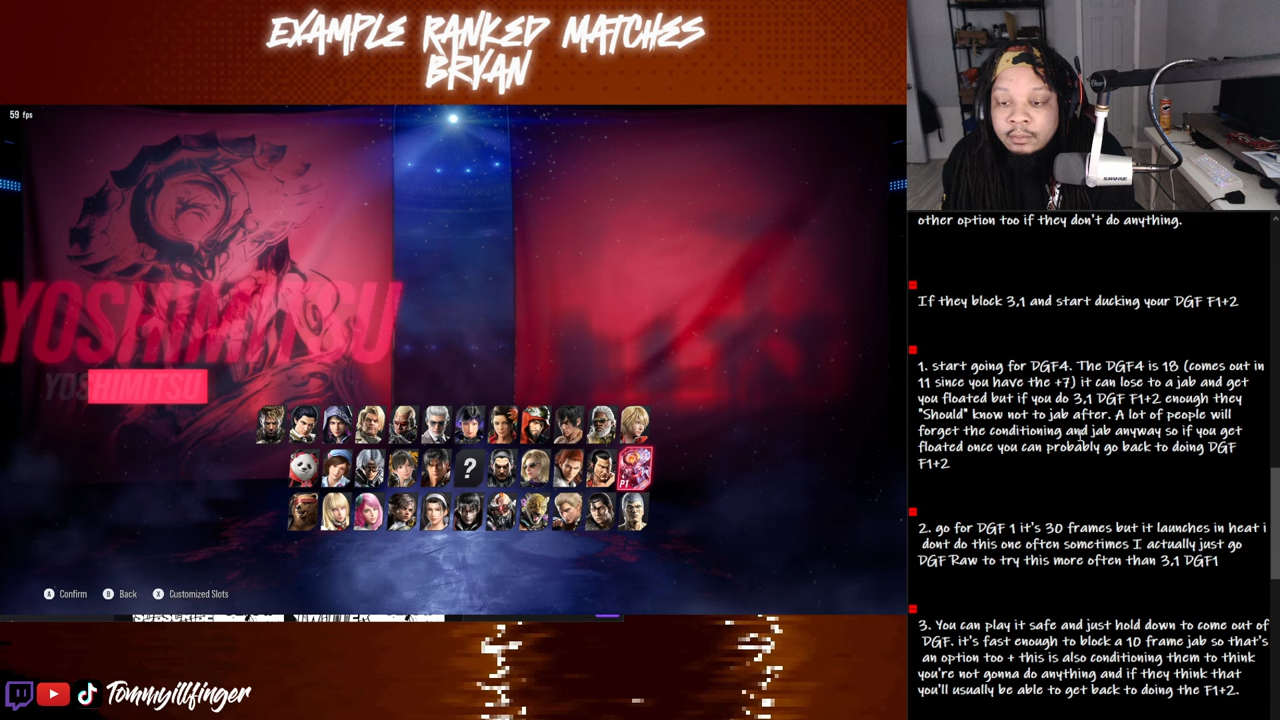 EXAMPLE RANKED MATCHES
BRYAN
59 fps
YOSHIMITSU
YOSHIMITSU
?
P1
A Confirm B Back X Customized Slots
Tommyillfinger
SHURE
other option too if they don't do anything.
If they block 3,1 and start ducking your DGF F1+2
1. start going for DGF4. The DGF4 is 18 (comes out in
11 since you have the +7) it can lose to a jab and get
you floated but if you do 3,1 DGF F1+2 enough they
"Should" know not to jab after. A lot of people will
forget the conditioning and jab anyway so if you get
floated once you can probably go back to doing DGF
F1+2
2. go for DGF 1 it's 30 frames but it launches in heat i
dont do this one often sometimes I actually just go
DGF Raw to try this more often than 3,1 DGF1
3. You can play it safe and just hold down to come out of
DGF. it's fast enough to block a 10 frame jab so that's
an option too + this is also conditioning them to think
you're not gonna do anything and if they think that
you'll usually be able to get back to doing the F1+2.